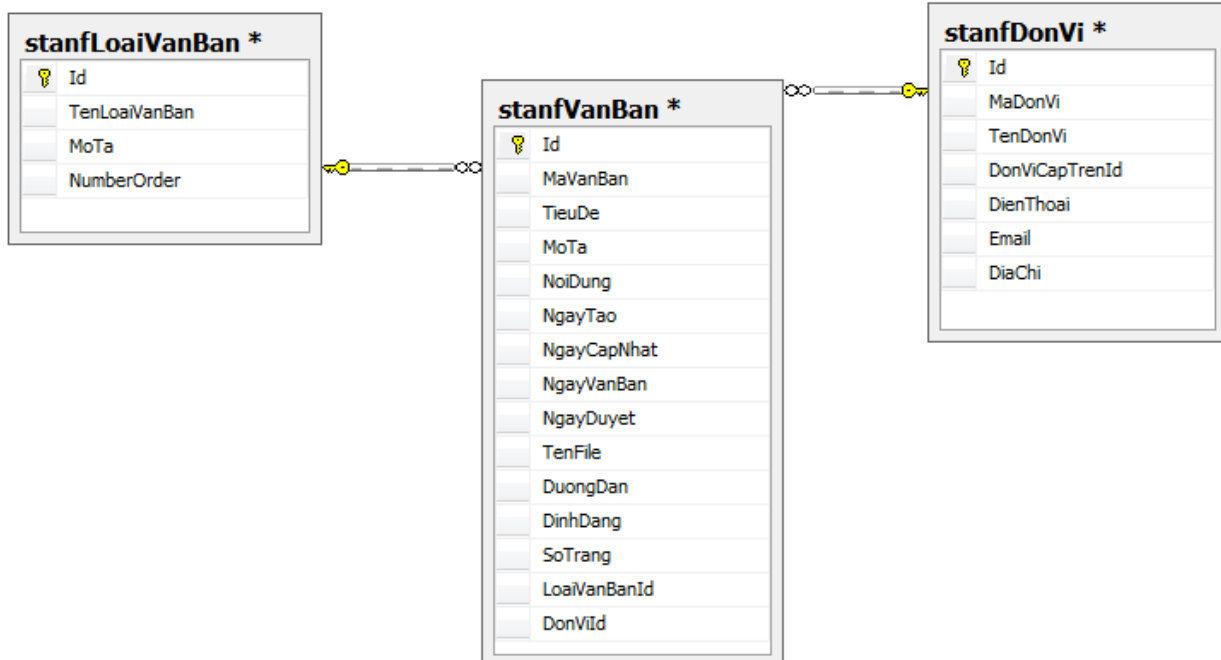 stanfLoaiVanBan *
Id
TenLoaiVanBan
MoTa
NumberOrder
stanfVanBan *
Id
MaVanBan
TieuDe
MoTa
NoiDung
NgayTao
NgayCapNhat
NgayVanBan
NgayDuyet
TenFile
DuongDan
DinhDang
SoTrang
LoaiVanBanId
DonViId
stanfDonVi *
Id
MaDonVi
TenDonVi
DonViCapTrenId
DienThoai
Email
DiaChi